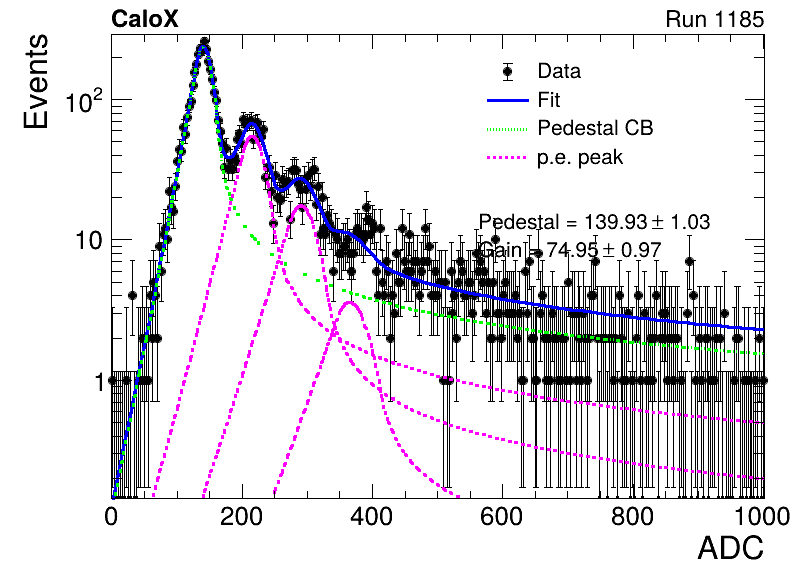 CaloX Run 1185
Events
10²
10
1
Data
Fit
Pedestal CB
p.e. peak
Pedestal = 139.93 ± 1.03
Gain = 74.95 ± 0.97
0 200 400 600 800 1000
ADC